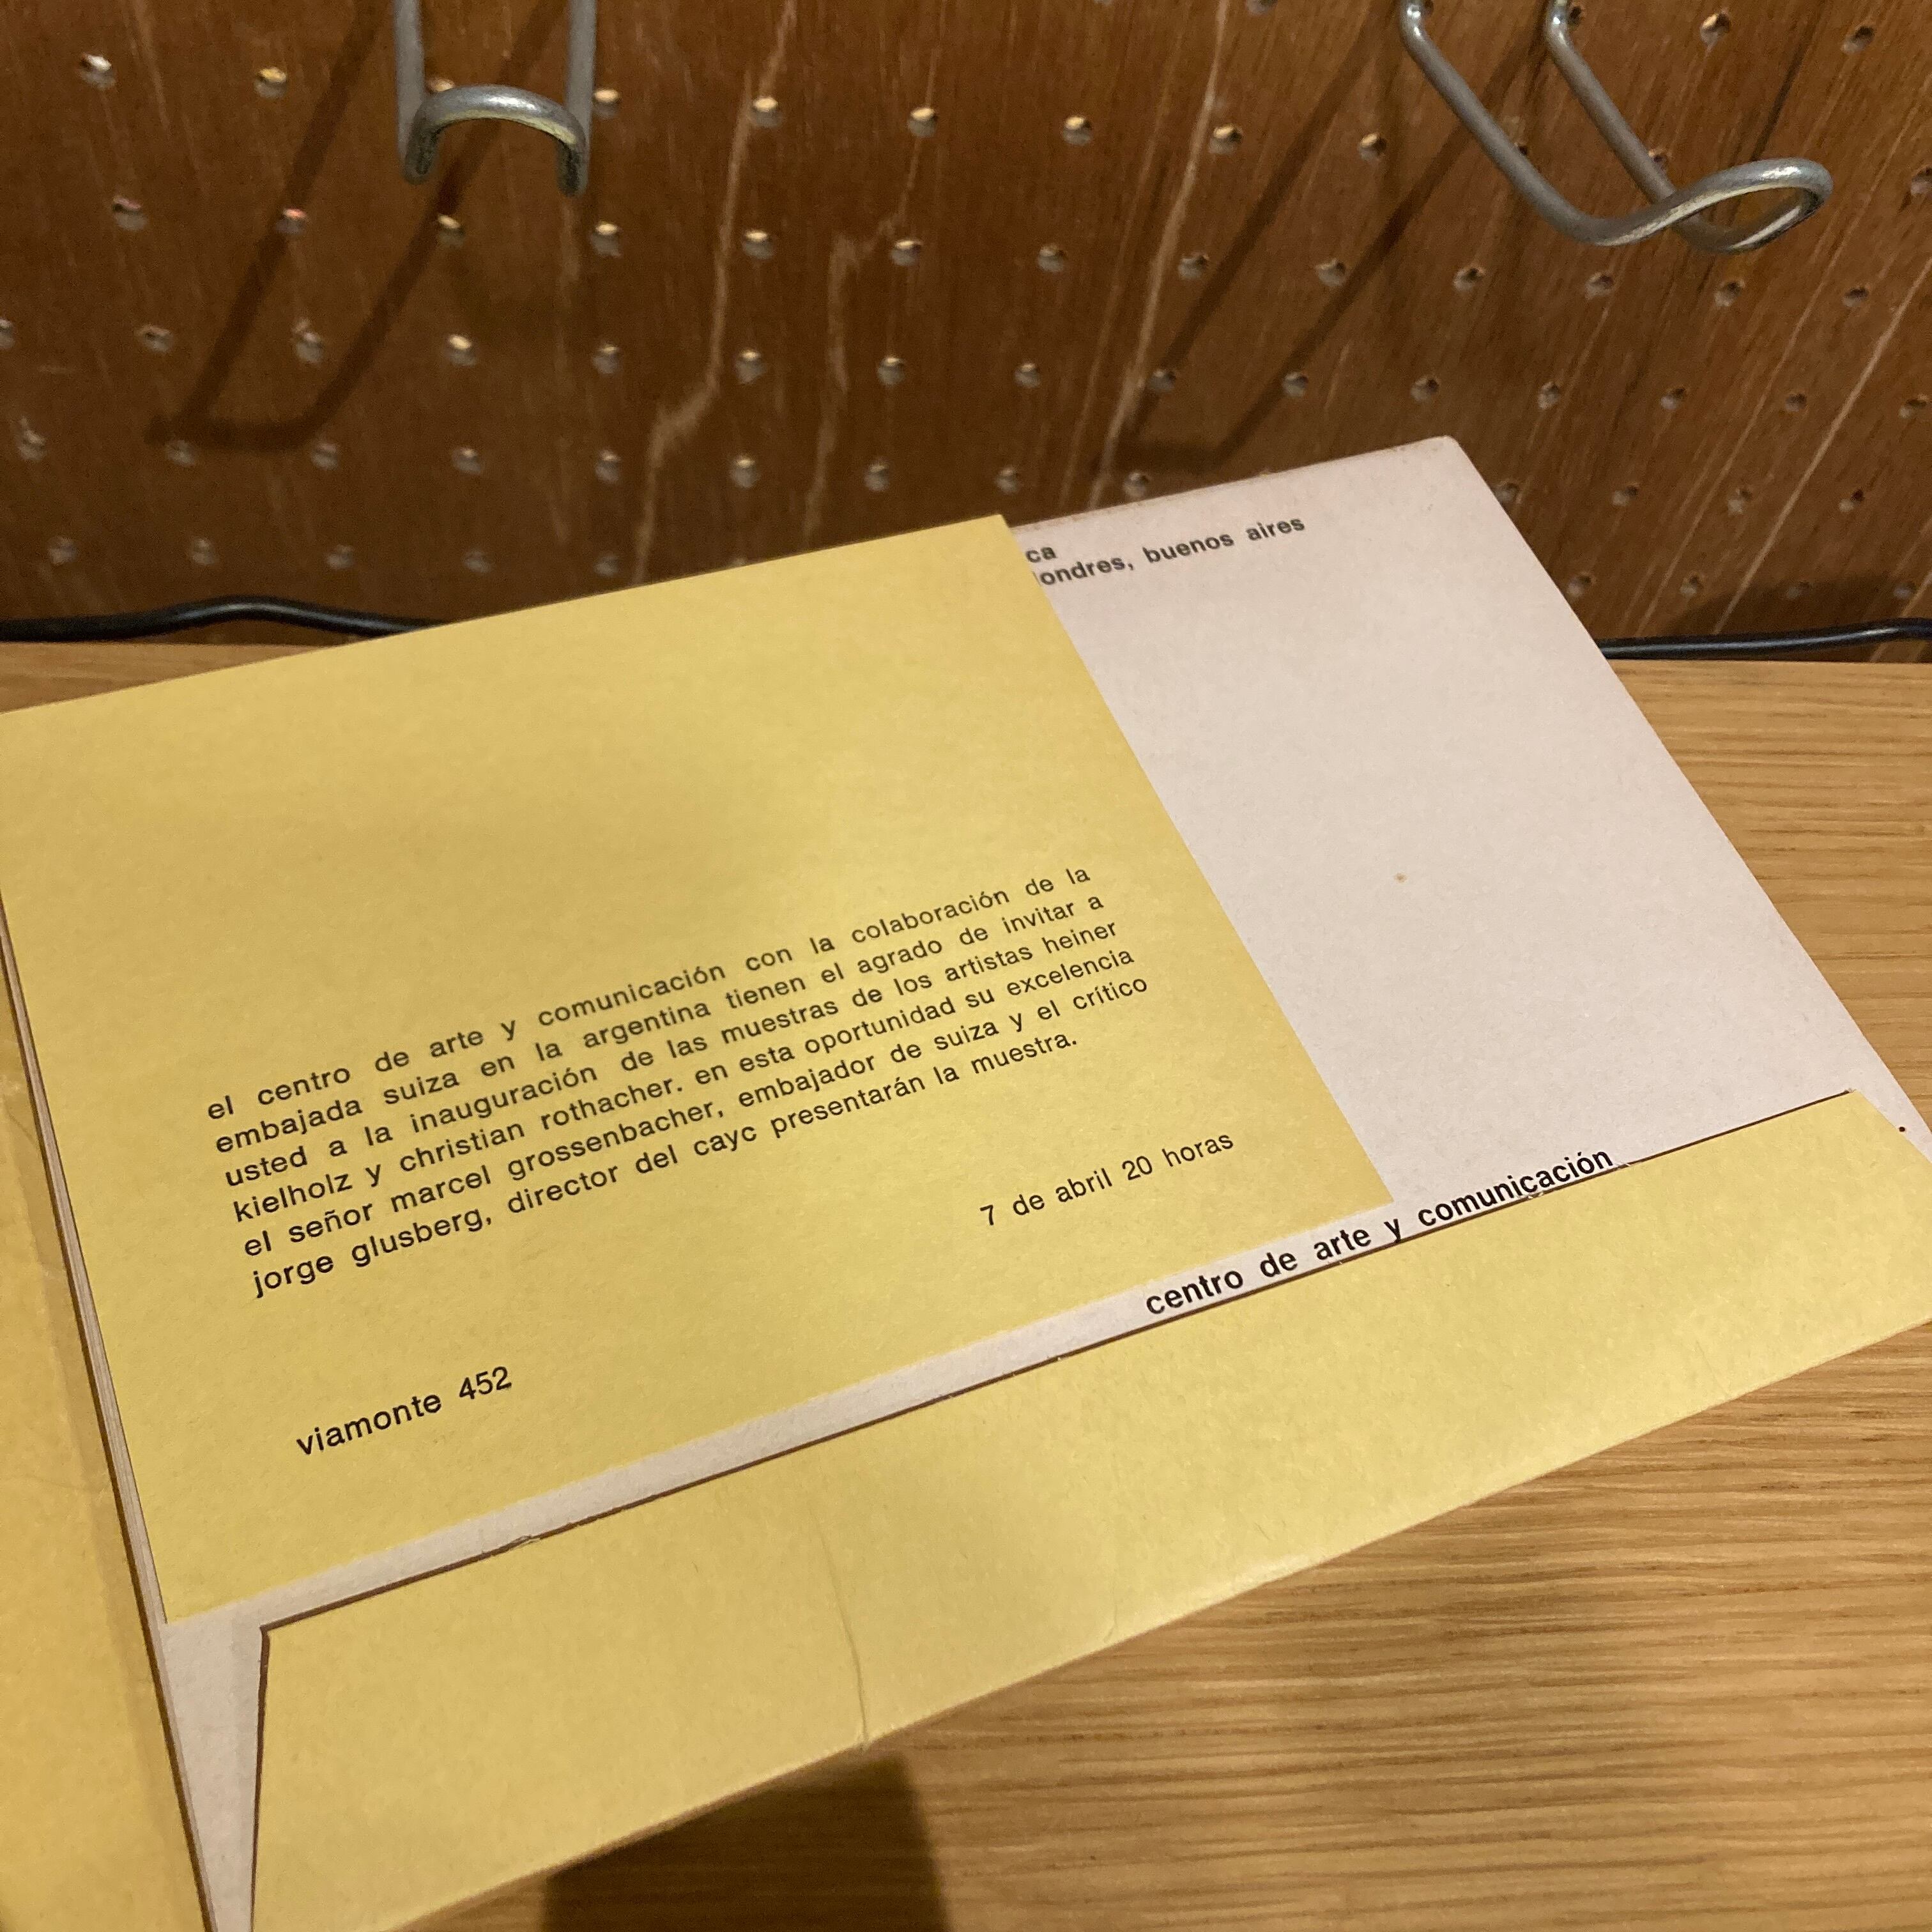 ca
londres, buenos aires
el centro de arte y comunicación con la colaboración de la
embajada suiza en la argentina tienen el agrado de invitar a
usted a la inauguración de las muestras de los artistas heiner
kielholz y christian rothacher. en esta oportunidad su excelencia
el señor marcel grossenbacher, embajador de suiza y el crítico
jorge glusberg, director del cayc presentarán la muestra.
7 de abril 20 horas
viamonte 452
centro de arte y comunicación